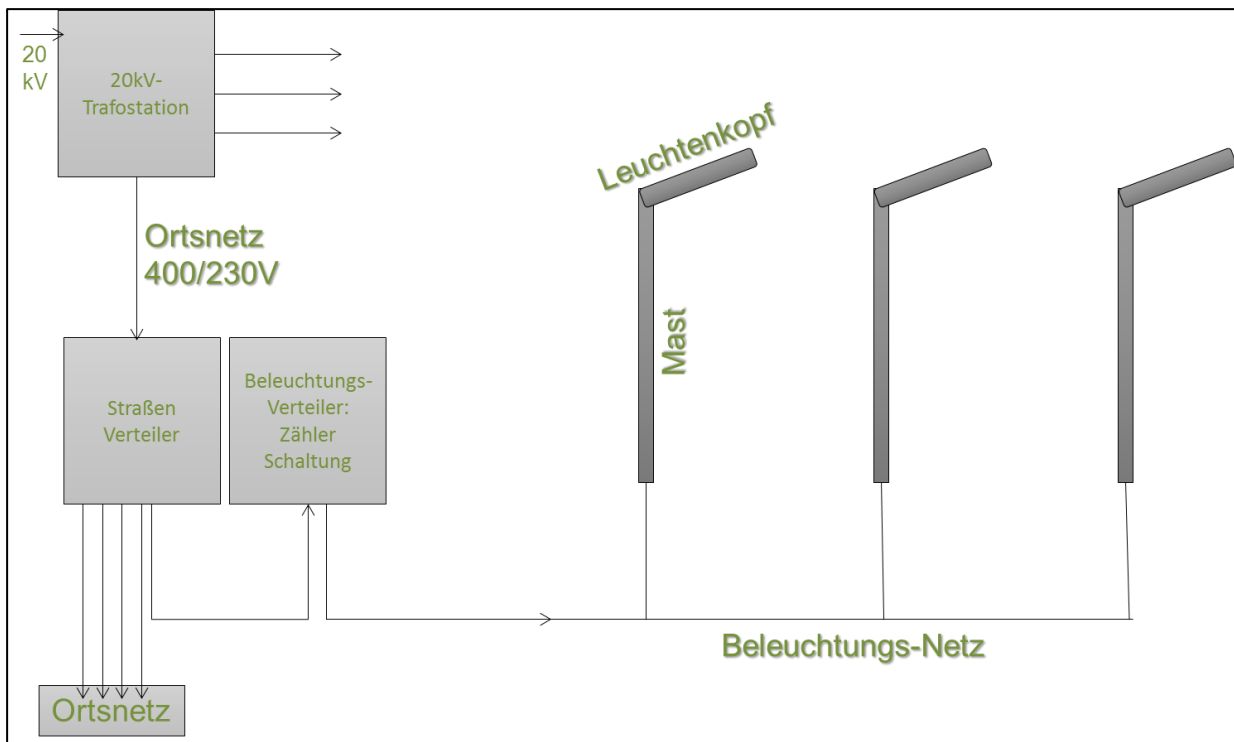 20
kV
20kV-
Trafostation
Leuchtenkopf
Ortsnetz
400/230V
Mast
Straßen
Verteiler
Beleuchtungs-
Verteiler:
Zähler
Schaltung
Beleuchtungs-Netz
Ortsnetz